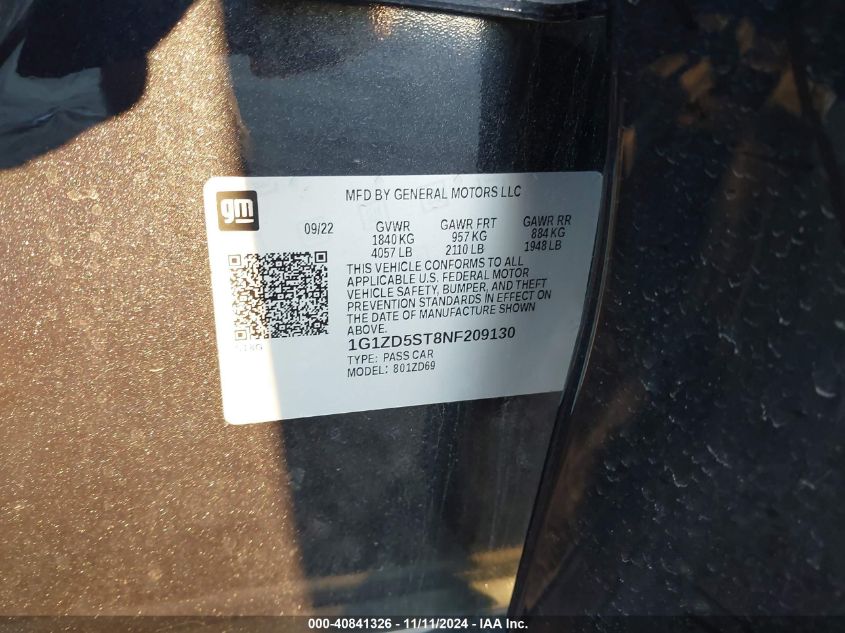 gm
MFD BY GENERAL MOTORS LLC
09/22 GVWR GAWR FRT GAWR RR
1840 KG 957 KG 884 KG
4057 LB 2110 LB 1948 LB
THIS VEHICLE CONFORMS TO ALL
APPLICABLE U.S. FEDERAL MOTOR
VEHICLE SAFETY, BUMPER, AND THEFT
PREVENTION STANDARDS IN EFFECT ON
THE DATE OF MANUFACTURE SHOWN
ABOVE.
1G1ZD5ST8NF209130
TYPE: PASS CAR
MODEL: 801ZD69
000-40841326 - 11/11/2024 - IAA Inc.